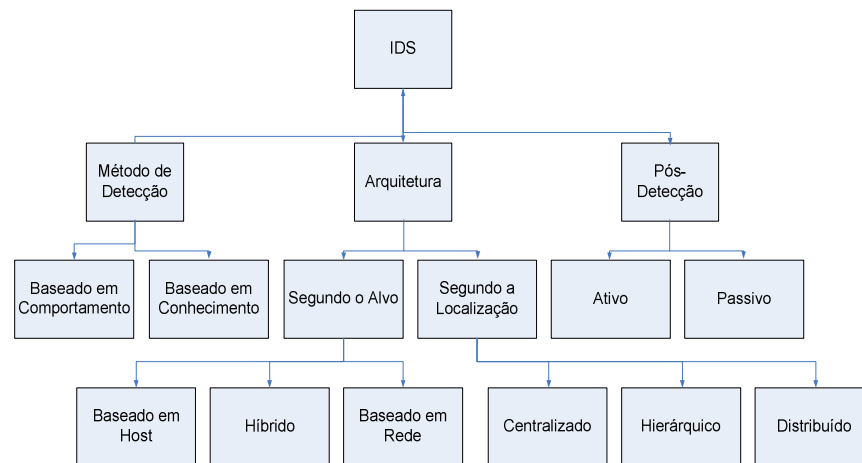 IDS
Método de
Detecção
Arquitetura
Pós-
Detecção
Baseado em
Comportamento
Baseado em
Conhecimento
Segundo o Alvo
Segundo a
Localização
Ativo
Passivo
Baseado em
Host
Híbrido
Baseado em
Rede
Centralizado
Hierárquico
Distribuído